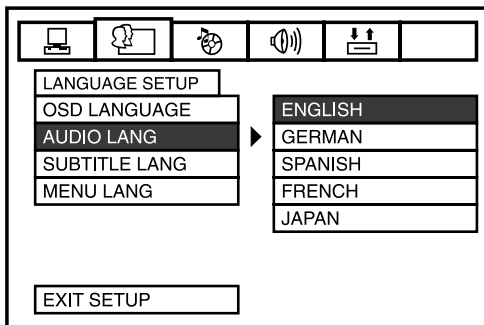 LANGUAGE SETUP
OSD LANGUAGE
AUDIO LANG
SUBTITLE LANG
MENU LANG
ENGLISH
GERMAN
SPANISH
FRENCH
JAPAN
EXIT SETUP